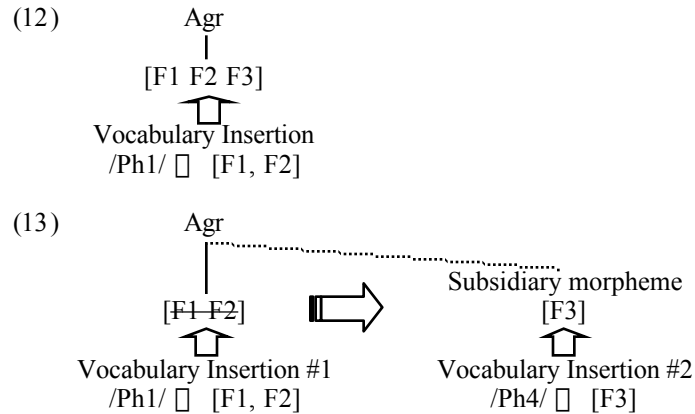 (12) Agr
[F1 F2 F3]
Vocabulary Insertion
/Ph1/ □ [F1, F2]
(13) Agr
Subsidiary morpheme
[F1 F2] [F3]
Vocabulary Insertion #1 Vocabulary Insertion #2
/Ph1/ □ [F1, F2] /Ph4/ □ [F3]